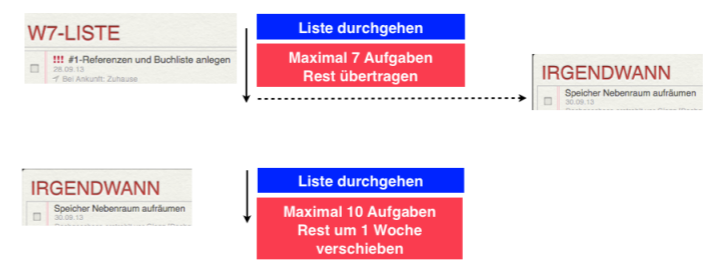 W7-LISTE
!!! #1-Referenzen und Buchliste anlegen
28.09.13
Bei Ankunft: Zuhause
Liste durchgehen
Maximal 7 Aufgaben
Rest übertragen
IRGENDWANN
Speicher Nebenraum aufräumen
30.09.13
IRGENDWANN
Speicher Nebenraum aufräumen
30.09.13
Liste durchgehen
Maximal 10 Aufgaben
Rest um 1 Woche
verschieben